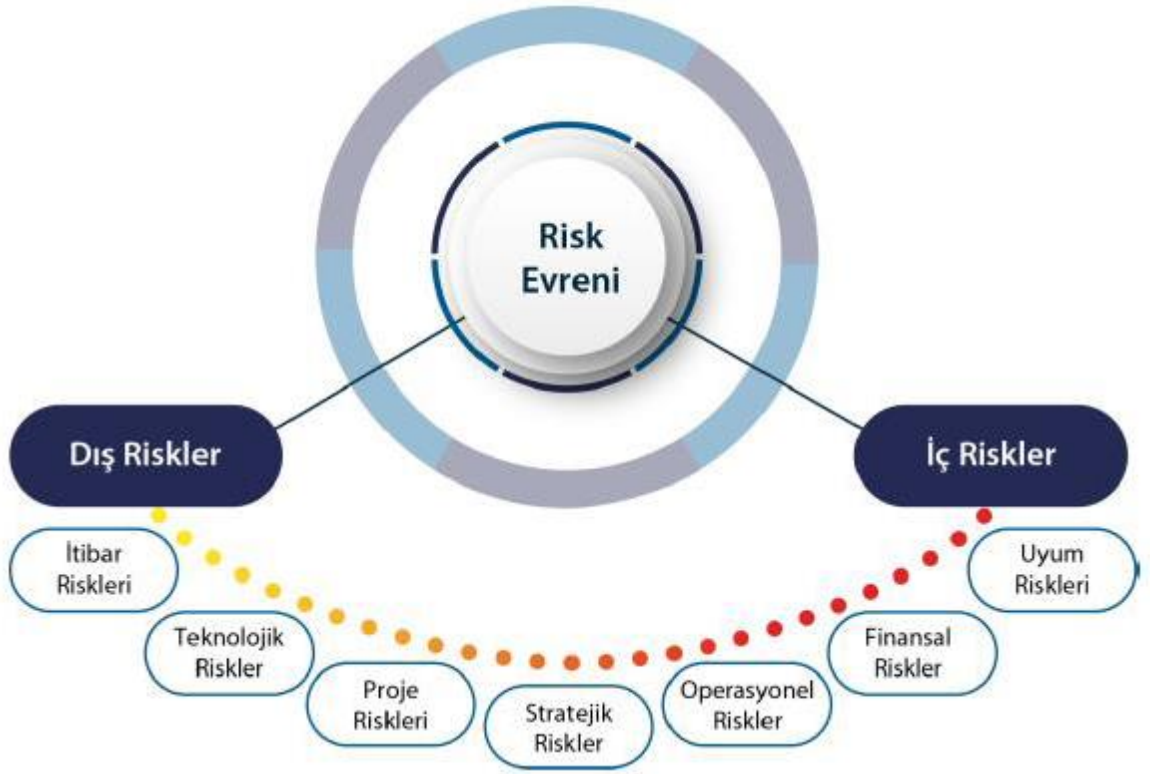 Risk
Evreni
Dış Riskler
İç Riskler
İtibar
Riskleri
Teknolojik
Riskler
Proje
Riskleri
Stratejik
Riskler
Operasyonel
Riskler
Finansal
Riskler
Uyum
Riskleri